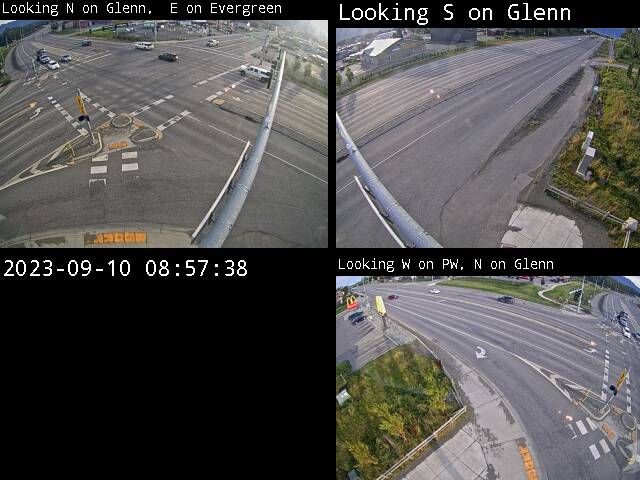 Looking N on Glenn,  E on Evergreen
Looking S on Glenn
2023-09-10 08:57:38
Looking W on PW, N on Glenn